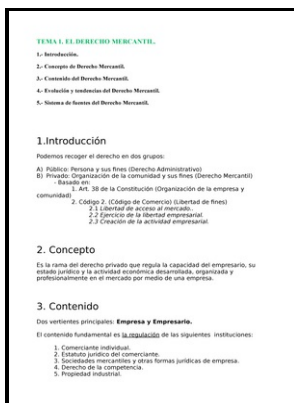 TEMA 1. EL DERECHO MERCANTIL.
1.- Introducción.
2.- Concepto de Derecho Mercantil.
3.- Contenido del Derecho Mercantil.
4.- Evolución y tendencias del Derecho Mercantil.
5.- Sistema de fuentes del Derecho Mercantil.
1.Introducción
Podemos recoger el derecho en dos grupos:
A) Público: Persona y sus fines (Derecho Administrativo)
B) Privado: Organización de la comunidad y sus fines (Derecho Mercantil)
- Basado en:
1. Art. 38 de la Constitución (Organización de la empresa y
comunidad)
2. Código 2. (Código de Comercio) (Libertad de fines)
2.1 Libertad de acceso al mercado..
2.2 Ejercicio de la libertad empresarial.
2.3 Creación de la actividad empresarial.
2. Concepto
Es la rama del derecho privado que regula la capacidad del empresario, su
estado jurídico y la actividad económica desarrollada, organizada y
profesionalmente en el mercado por medio de una empresa.
3. Contenido
Dos vertientes principales: Empresa y Empresario.
El contenido fundamental es la regulación de las siguientes instituciones:
1. Comerciante individual.
2. Estatuto jurídico del comerciante.
3. Sociedades mercantiles y otras formas jurídicas de empresa.
4. Derecho de la competencia.
5. Propiedad industrial.